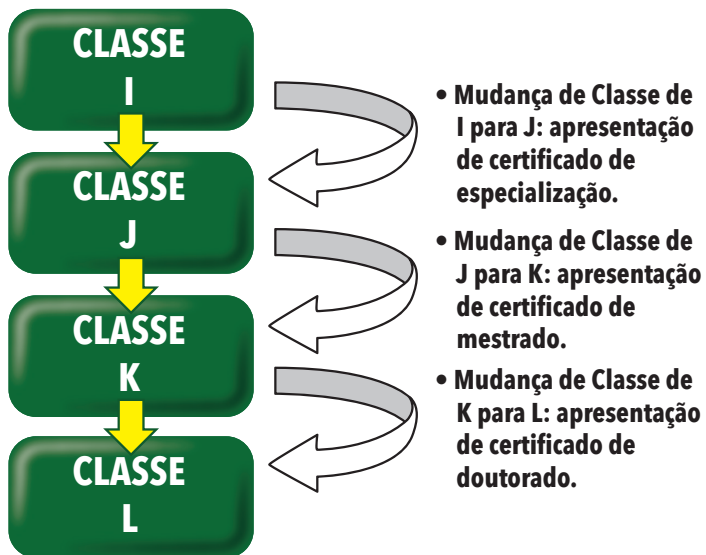 CLASSE
I
CLASSE
J
CLASSE
K
CLASSE
L
• Mudança de Classe de
I para J: apresentação
de certificado de
especialização.
• Mudança de Classe de
J para K: apresentação
de certificado de
mestrado.
• Mudança de Classe de
K para L: apresentação
de certificado de
doutorado.